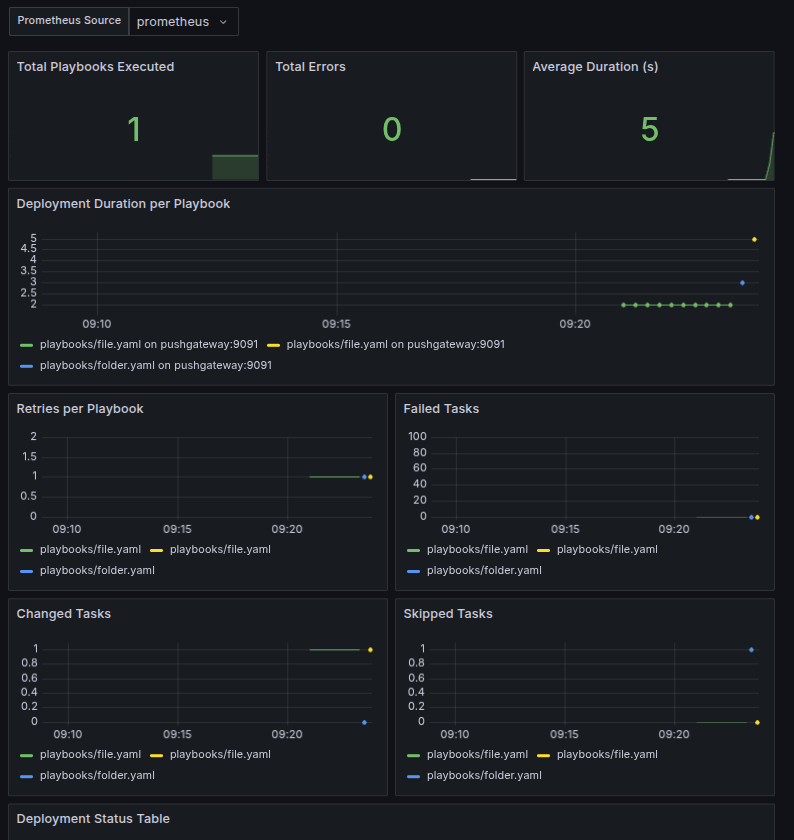 Prometheus Source prometheus
Total Playbooks Executed
1
Total Errors
0
Average Duration (s)
5
Deployment Duration per Playbook
5
4.5
4
3.5
3
2.5
2
09:10 09:15 09:20
playbooks/file.yaml on pushgateway:9091 playbooks/file.yaml on pushgateway:9091
playbooks/folder.yaml on pushgateway:9091
Retries per Playbook
2
1.5
1
0.5
0
09:10 09:15 09:20
playbooks/file.yaml playbooks/file.yaml
playbooks/folder.yaml
Failed Tasks
100
80
60
40
20
0
09:10 09:15 09:20
playbooks/file.yaml playbooks/file.yaml
playbooks/folder.yaml
Changed Tasks
1
0.8
0.6
0.4
0.2
0
09:10 09:15 09:20
playbooks/file.yaml playbooks/file.yaml
playbooks/folder.yaml
Skipped Tasks
1
0.8
0.6
0.4
0.2
0
09:10 09:15 09:20
playbooks/file.yaml playbooks/file.yaml
playbooks/folder.yaml
Deployment Status Table